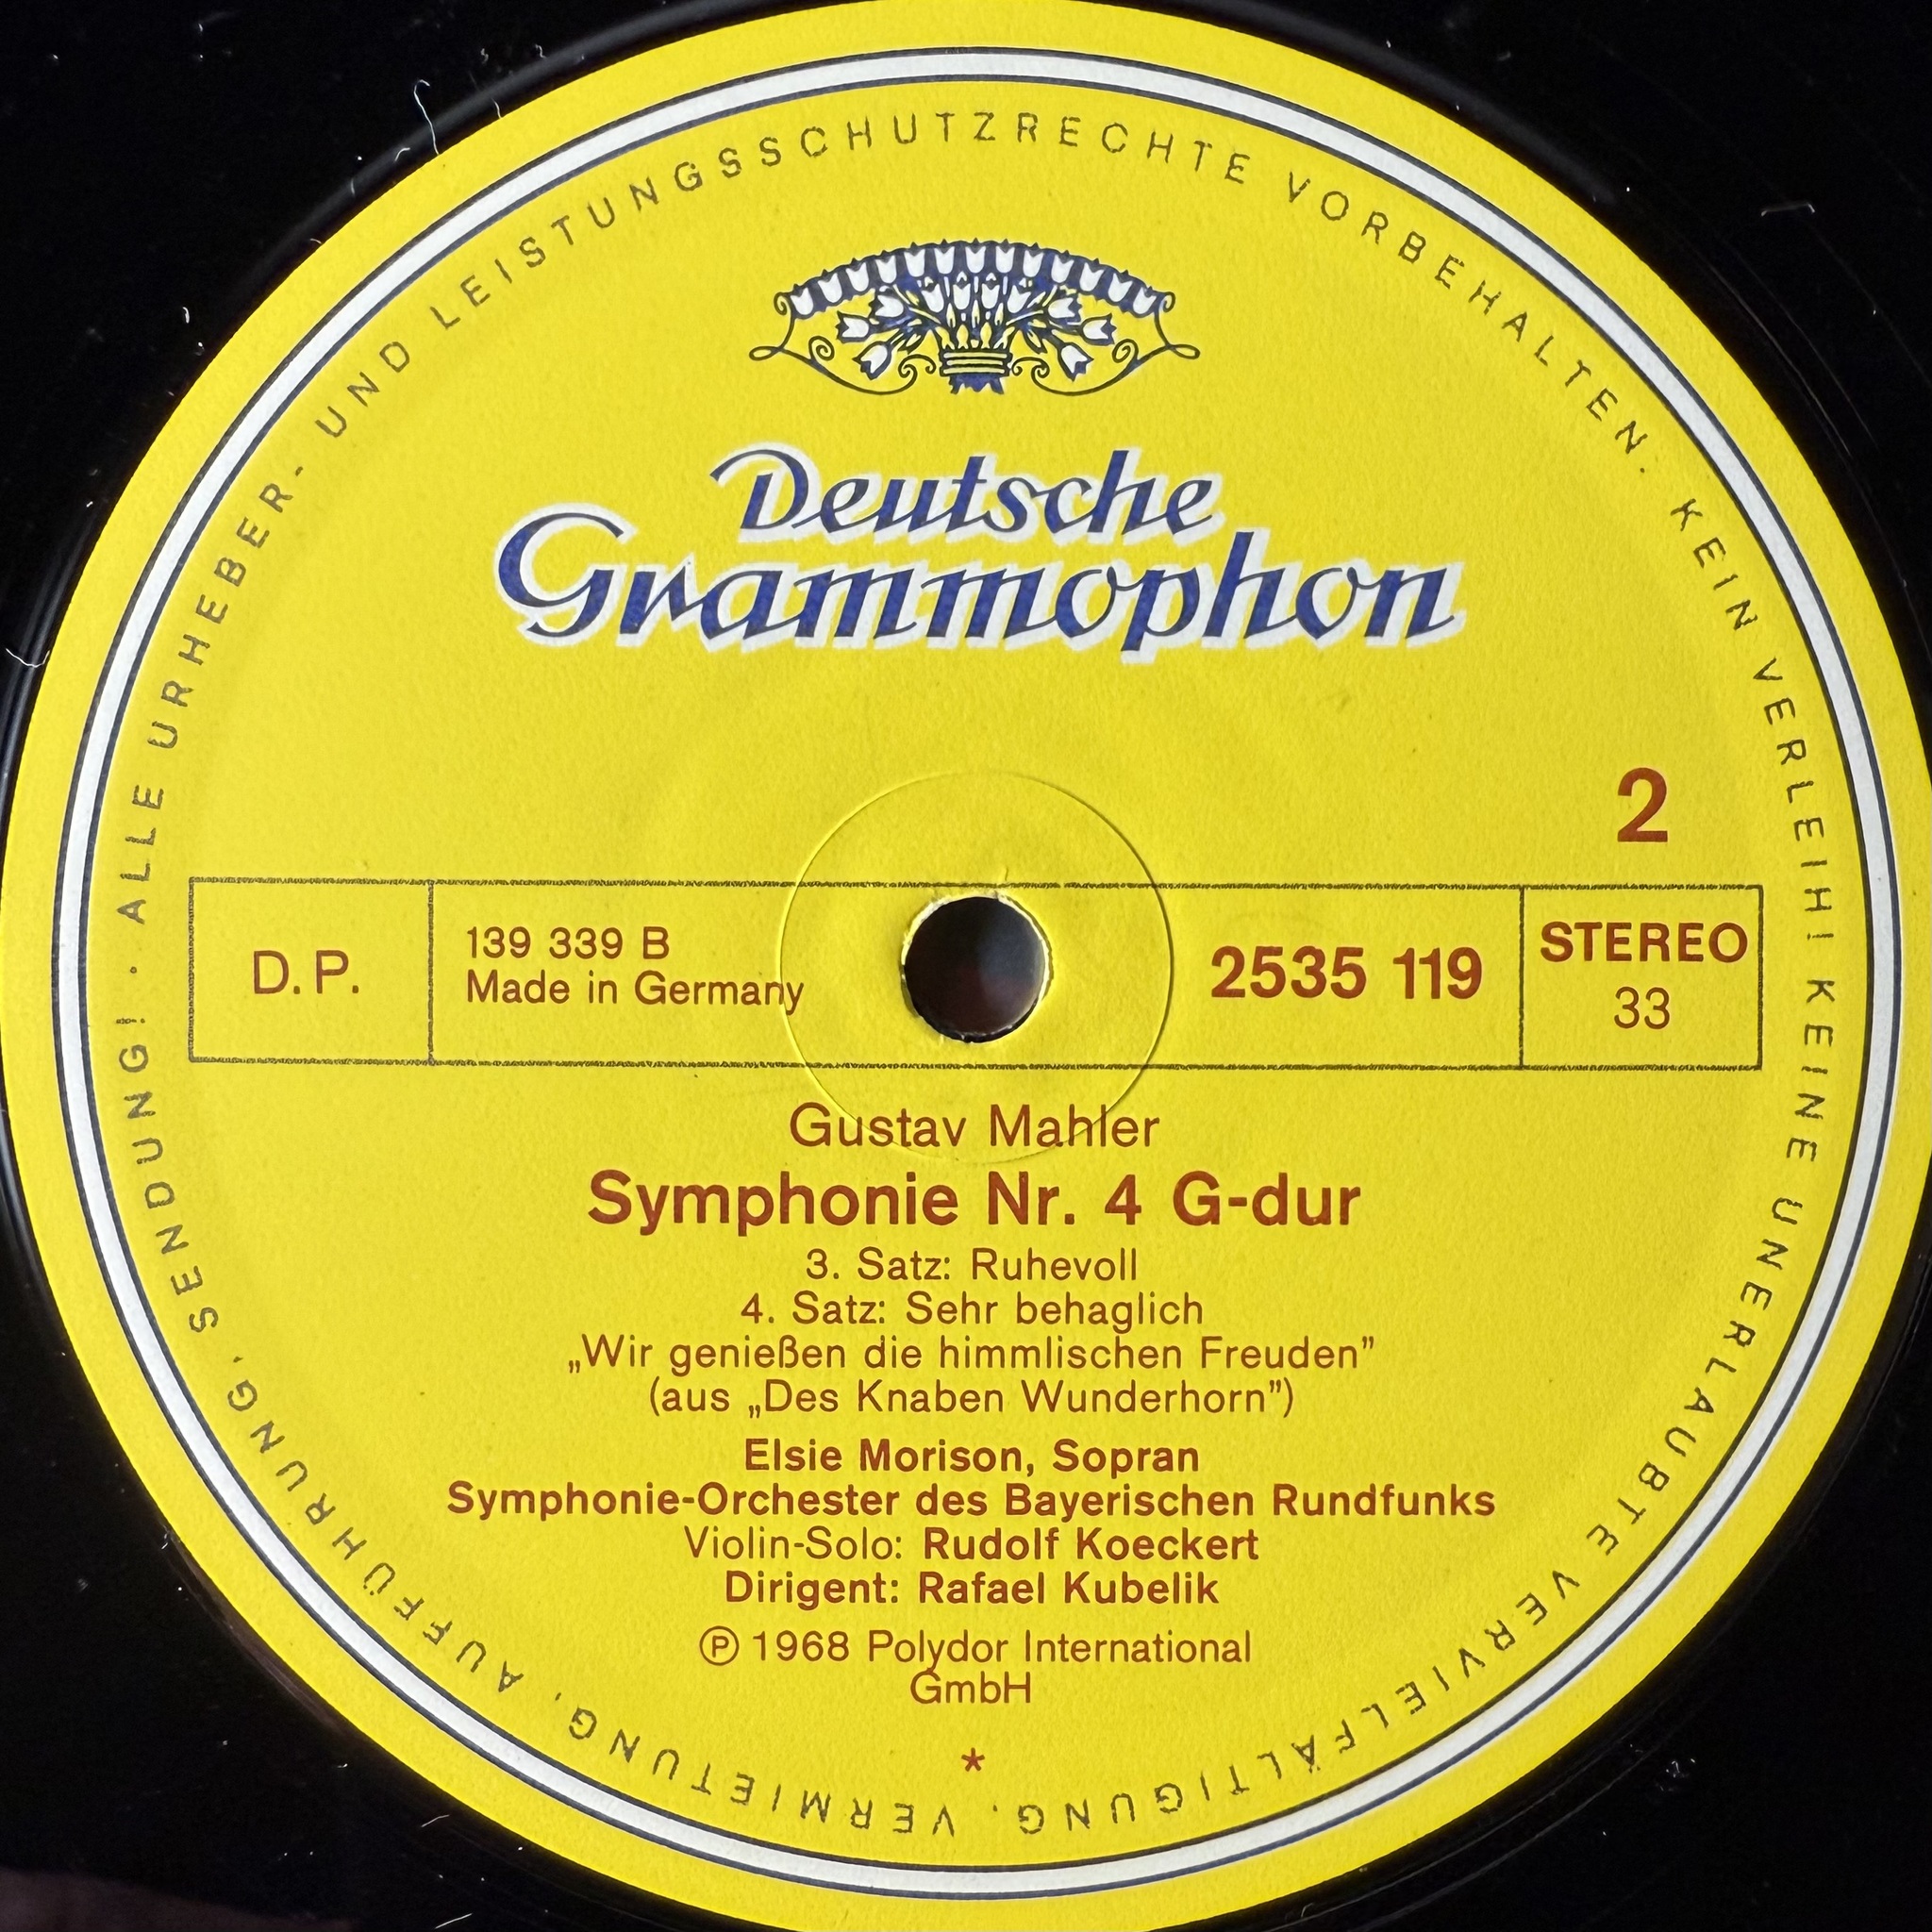 ALLE URHEBER- UND LEISTUNGSSCHUTZRECHTE VORBEHALTEN. KEIN VERLEIH! KEINE UNERLAUBTE VERVIELFÄLTIGUNG, VERMIETUNG, AUFFÜHRUNG, SENDUNG! ·
Deutsche
Grammophon
2
D.P.
139 339 B
Made in Germany
2535 119
STEREO
33
Gustav Mahler
Symphonie Nr. 4 G-dur
3. Satz: Ruhevoll
4. Satz: Sehr behaglich
„Wir genießen die himmlischen Freuden”
(aus „Des Knaben Wunderhorn”)
Elsie Morison, Sopran
Symphonie-Orchester des Bayerischen Rundfunks
Violin-Solo: Rudolf Koeckert
Dirigent: Rafael Kubelik
℗ 1968 Polydor International
GmbH
*